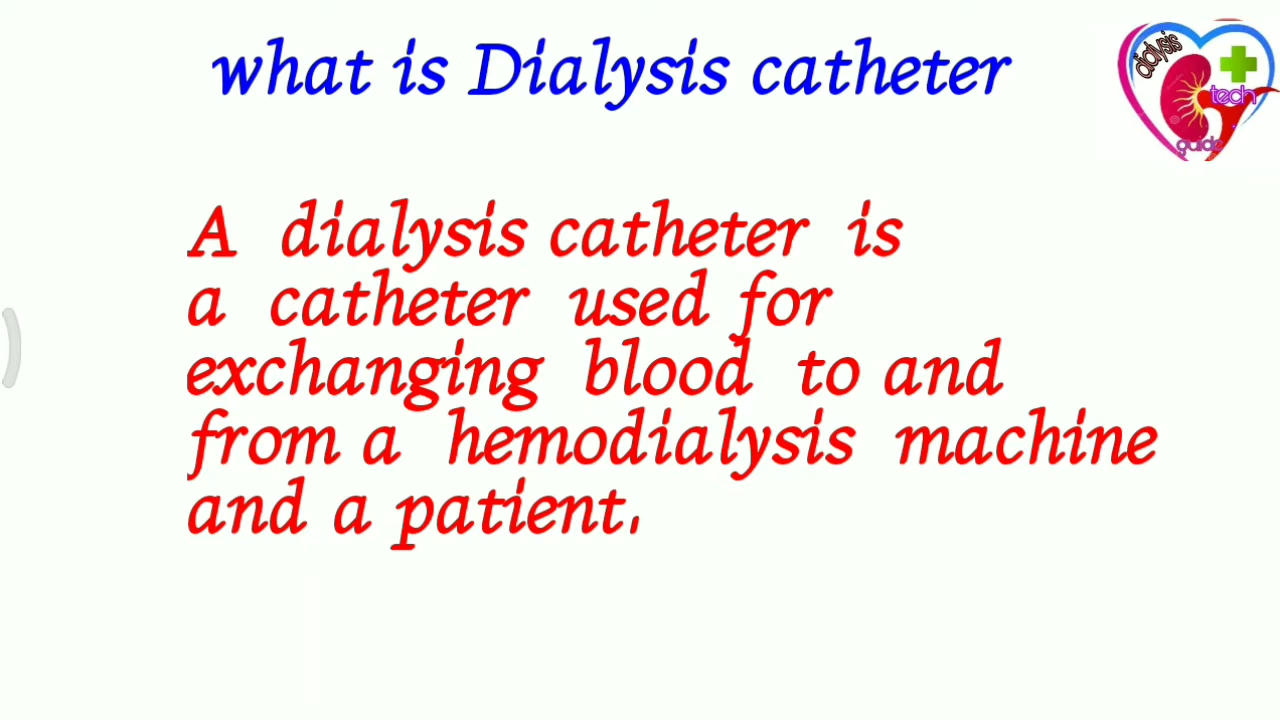 what is Dialysis catheter
dialysis
tech
guide
A dialysis catheter is
a catheter used for
exchanging blood to and
from a hemodialysis machine
and a patient.